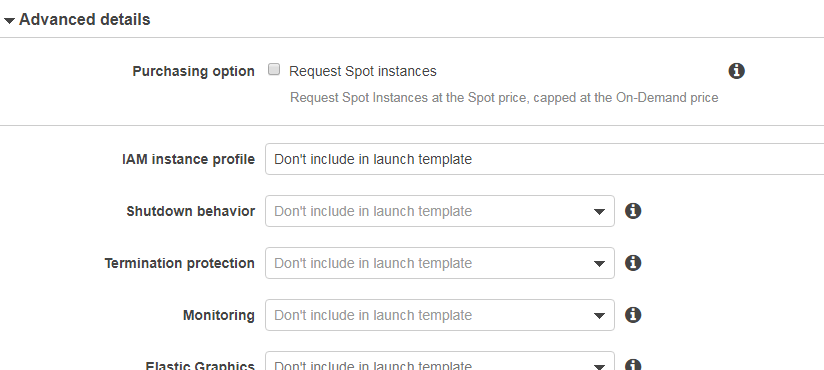 Advanced details
Purchasing option Request Spot instances
Request Spot Instances at the Spot price, capped at the On-Demand price
IAM instance profile Don't include in launch template
Shutdown behavior Don't include in launch template
Termination protection Don't include in launch template
Monitoring Don't include in launch template
Elastic Graphics Don't include in launch template